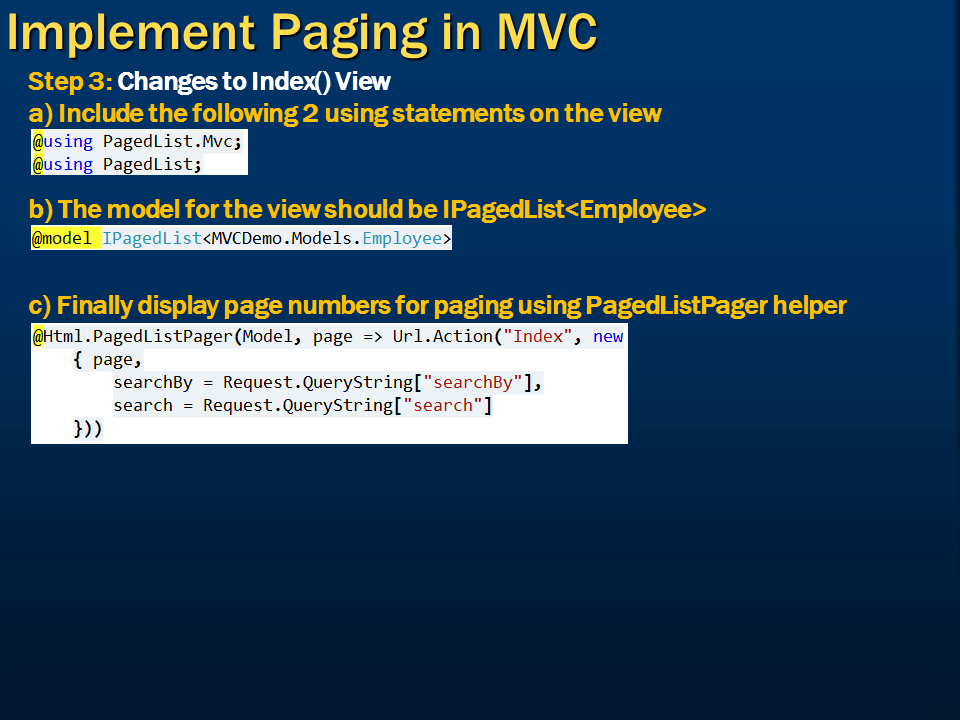 Implement Paging in MVC
Step 3: Changes to Index() View
a) Include the following 2 using statements on the view
@using PagedList.Mvc;
@using PagedList;
b) The model for the view should be IPagedList<Employee>
@model IPagedList<MVCDemo.Models.Employee>
c) Finally display page numbers for paging using PagedListPager helper
@Html.PagedListPager(Model, page => Url.Action("Index", new
{ page,
searchBy = Request.QueryString["searchBy"],
search = Request.QueryString["search"]
}))